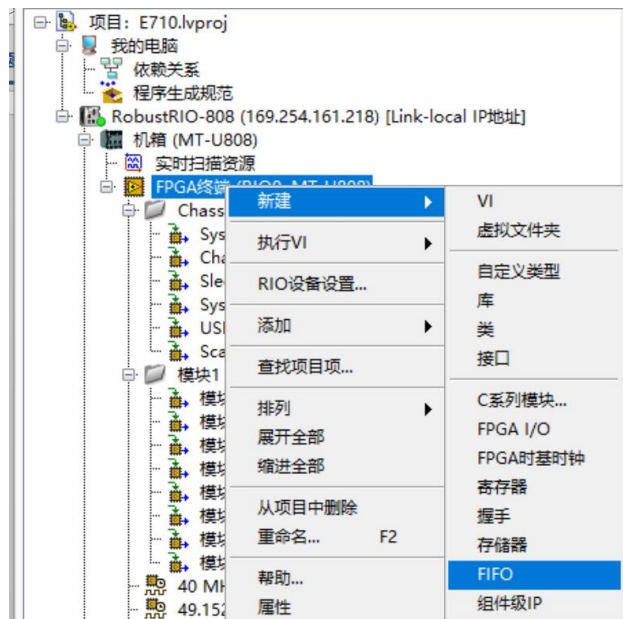 项目: E710.lvproj
我的电脑
依赖关系
程序生成规范
RobustRIO-808 (169.254.161.218) [Link-local IP地址]
机箱 (MT-U808)
实时扫描资源
FPGA终端 (RIO0, MT-U808)
Chass
Sys
Cha
Slee
Sys
USI
Sca
模块1
模块
模块
模块
模块
模块
模块
模块
模块
40 MH
49.152
新建
执行VI
RIO设备设置...
添加
查找项目项...
排列
展开全部
缩进全部
从项目中删除
重命名... F2
帮助...
属性
VI
虚拟文件夹
自定义类型
库
类
接口
C系列模块...
FPGA I/O
FPGA时基时钟
寄存器
握手
存储器
FIFO
组件级IP